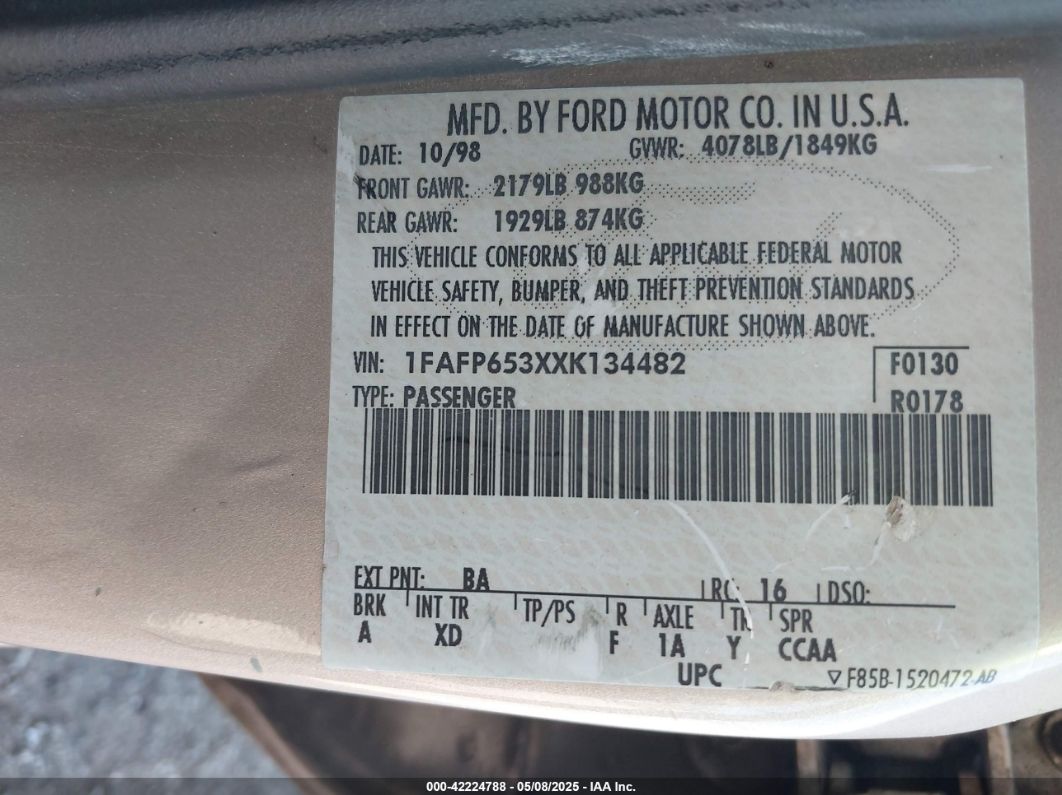 MFD. BY FORD MOTOR CO. IN U.S.A.
DATE: 10/98 GVWR: 4078LB/1849KG
FRONT GAWR: 2179LB 988KG
REAR GAWR: 1929LB 874KG
THIS VEHICLE CONFORMS TO ALL APPLICABLE FEDERAL MOTOR
VEHICLE SAFETY, BUMPER, AND THEFT PREVENTION STANDARDS
IN EFFECT ON THE DATE OF MANUFACTURE SHOWN ABOVE.
VIN: 1FAFP653XXK134482 F0130
TYPE: PASSENGER R0178
EXT PNT: BA RC: 16 DSO:
BRK INT TR TP/PS R AXLE TR SPR
A XD F 1A Y CCAA
UPC F85B-1520472-AB
000-42224788 - 05/08/2025 - IAA Inc.